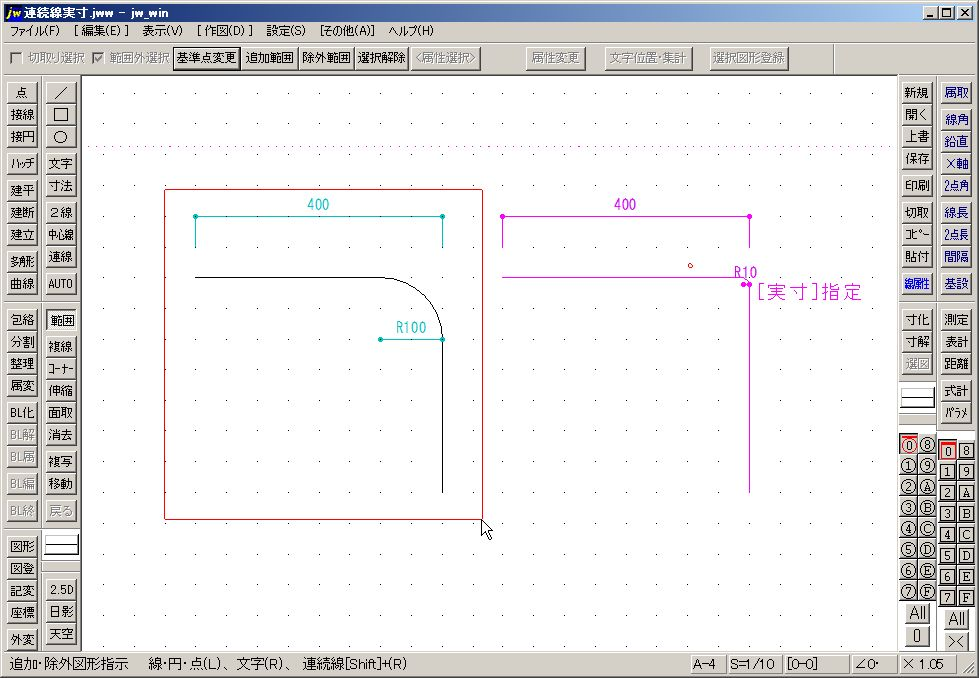 連続線実寸.jww - jw_win
ファイル(F) [編集(E)] 表示(V) [作図(D)] 設定(S) [その他(A)] ヘルプ(H)
切取り選択 範囲外選択 基準点変更 追加範囲 除外範囲 選択解除 <属性選択> 属性変更 文字位置・集計 選択図形登録
点 /
接線 □
接円 ○
ハッチ 文字
建平 寸法
建断 2線
建立 中心線
多角形 連線
曲線 AUTO
包絡 範囲
分割 複線
整理 コーナー
属変 伸縮
BL化 面取
BL解 消去
BL属 複写
BL編 移動
BL終 戻る
図形
図登
記変 2.5D
座標 日影
外変 天空
400 400
R10
[実寸]指定
R100
新規 属取
開く 線角
上書 鉛直
保存 X軸
印刷 2点角
切取 線長
コピー 2点長
貼付 間隔
線属性 基設
寸化 測定
寸解 表計
選図 距離
式計
パラメ
0 8 0 8
1 9 1 9
2 A 2 A
3 B 3 B
4 C 4 C
5 D 5 D
6 E 6 E
7 F 7 F
All All
0 ×
追加・除外図形指示 線・円・点(L)、文字(R)、連続線[Shift]+(R) A-4 S=1/10 [0-0] ∠0° × 1.05